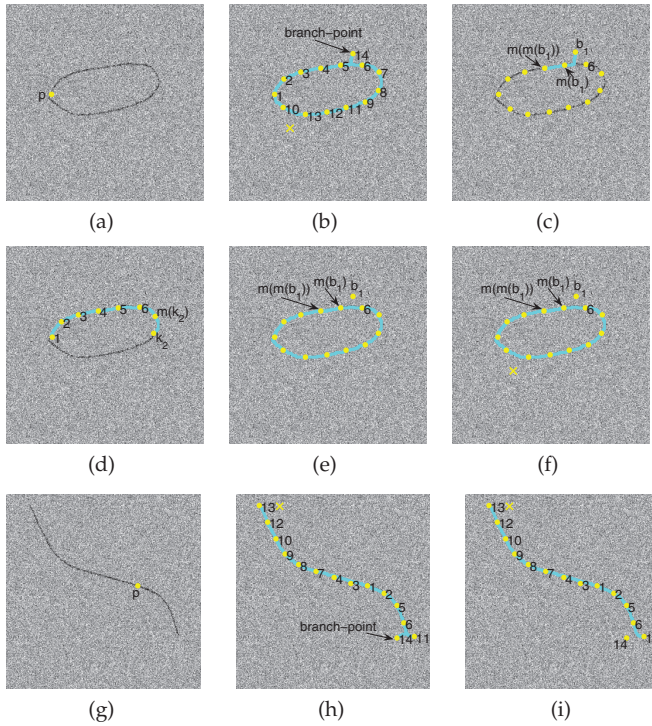 p
(a)
branch-point
14
1 2 3 4 5 6 7 8 9 11 12 13 10
(b)
m(m(b1)) b1
6
m(b1)
(c)
1 2 3 4 5 6 m(k2)
k2
(d)
m(m(b1)) m(b1) b1
6
(e)
m(m(b1)) m(b1) b1
6
(f)
p
(g)
13
12
10
9
8 7 4 3 1 2
5
6
branch-point 14 11
(h)
13
12
10
9
8 7 4 3 1 2
5
6
14 1
(i)